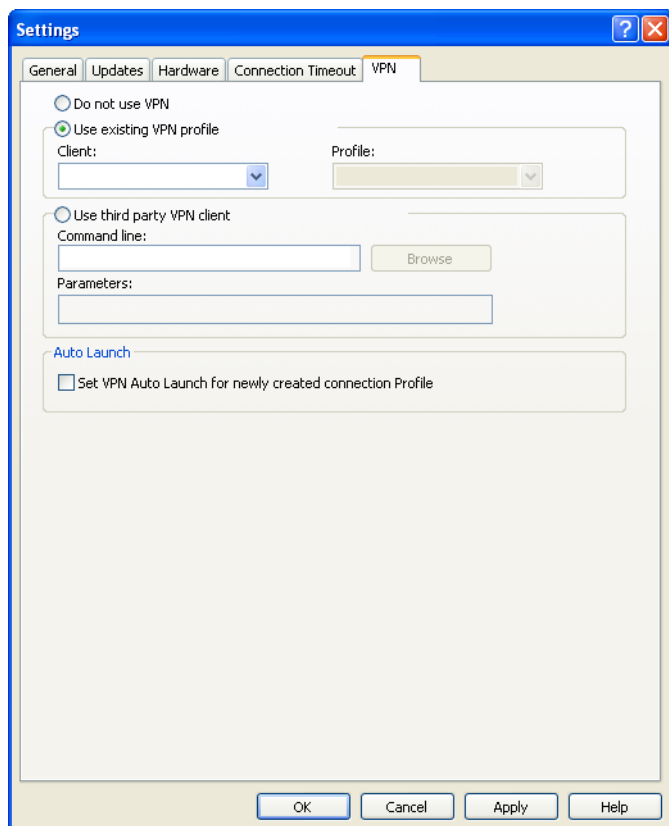 Settings
General Updates Hardware Connection Timeout VPN
Do not use VPN
Use existing VPN profile
Client: Profile:
Use third party VPN client
Command line:
Browse
Parameters:
Auto Launch
Set VPN Auto Launch for newly created connection Profile
OK Cancel Apply Help